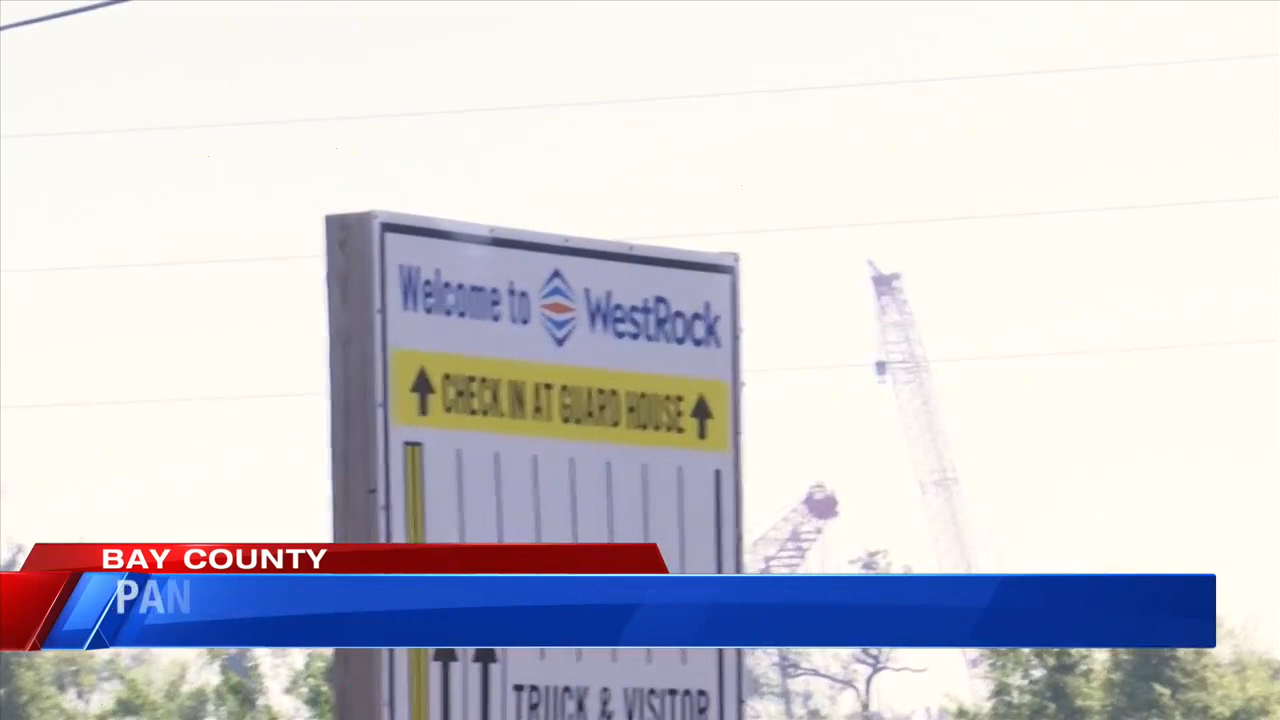 Welcome to WestRock
CHECK IN AT GUARD HOUSE
BAY COUNTY
PAN
TRUCK & VISITOR